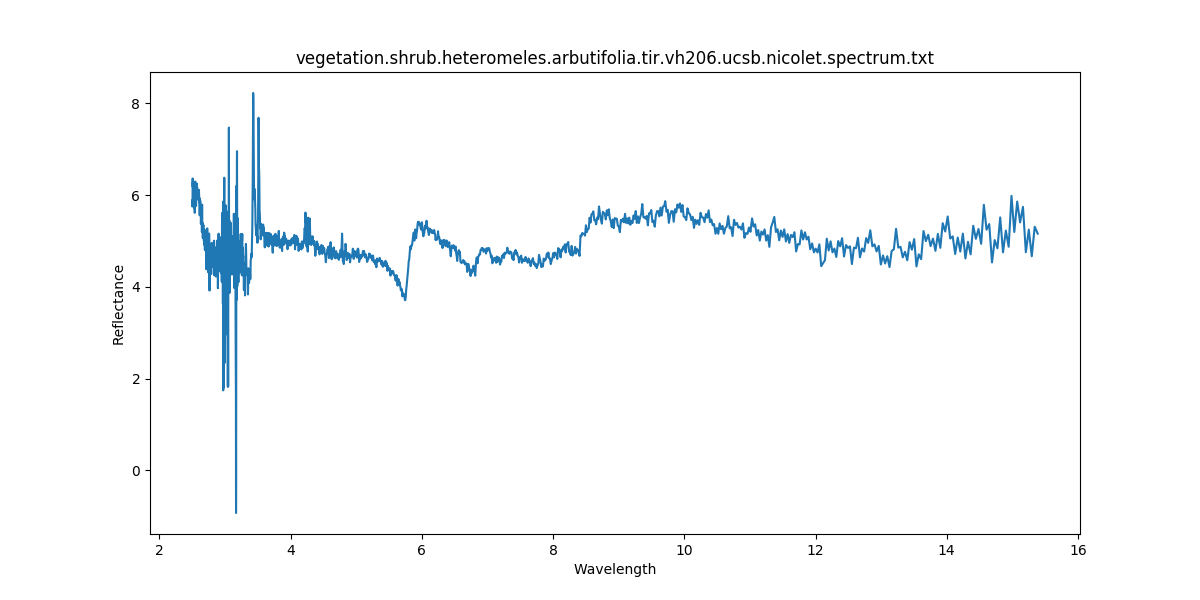 vegetation.shrub.heteromeles.arbutifolia.tir.vh206.ucsb.nicolet.spectrum.txt
8
6
4
2
0
Reflectance
2 4 6 8 10 12 14 16
Wavelength